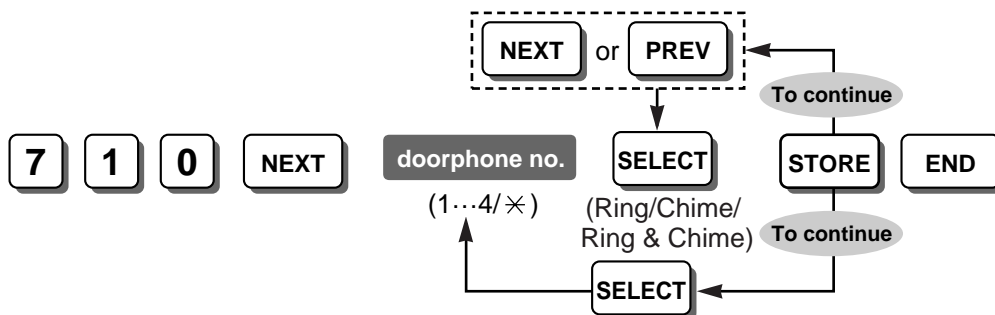 NEXT or PREV
To continue
7 1 0 NEXT doorphone no. SELECT STORE END
(1···4/✳) (Ring/Chime/
Ring & Chime)
To continue
SELECT